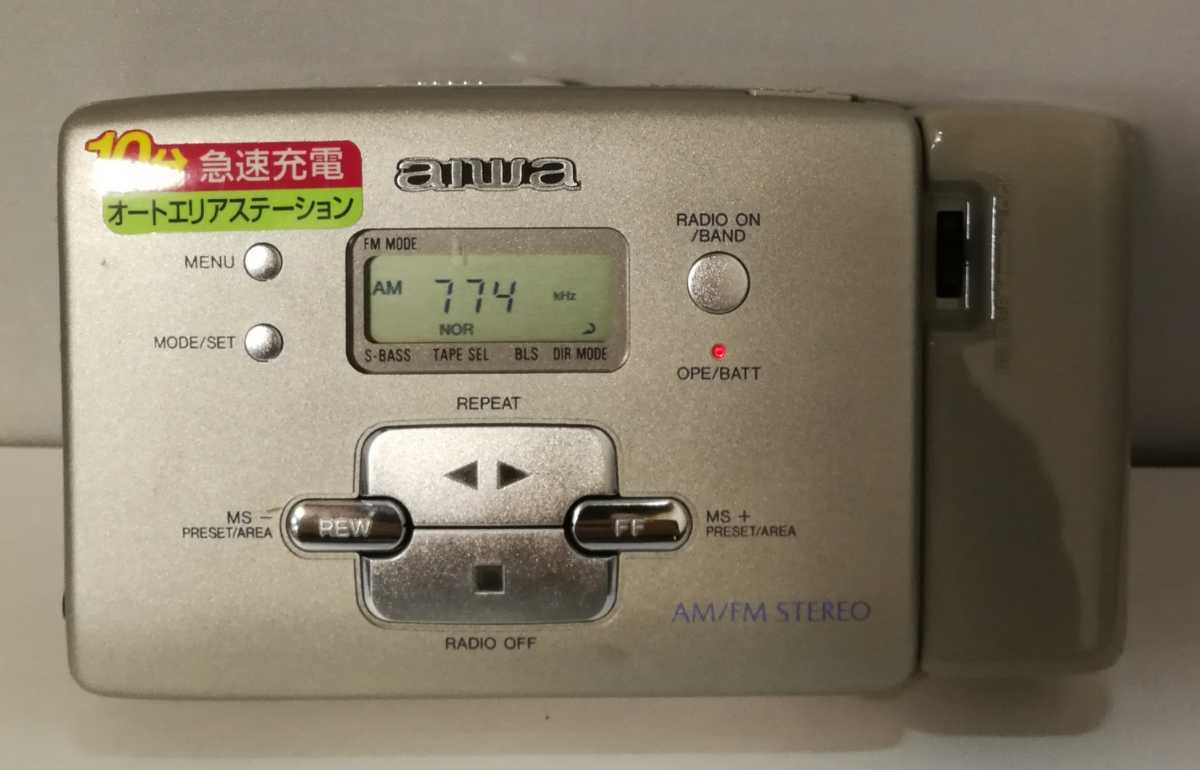 10分 急速充電
オートエリアステーション
aiwa
MENU
MODE/SET
FM MODE
AM 774 kHz
NOR
S-BASS TAPE SEL BLS DIR MODE
RADIO ON
/BAND
OPE/BATT
REPEAT
MS −
PRESET/AREA
REW
FF
MS +
PRESET/AREA
AM/FM STEREO
RADIO OFF